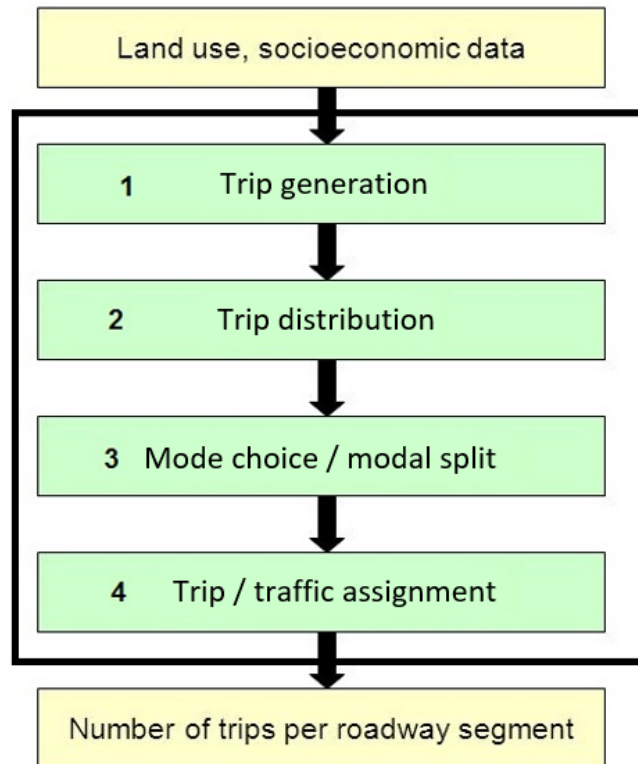 Land use, socioeconomic data
1 Trip generation
2 Trip distribution
3 Mode choice / modal split
4 Trip / traffic assignment
Number of trips per roadway segment